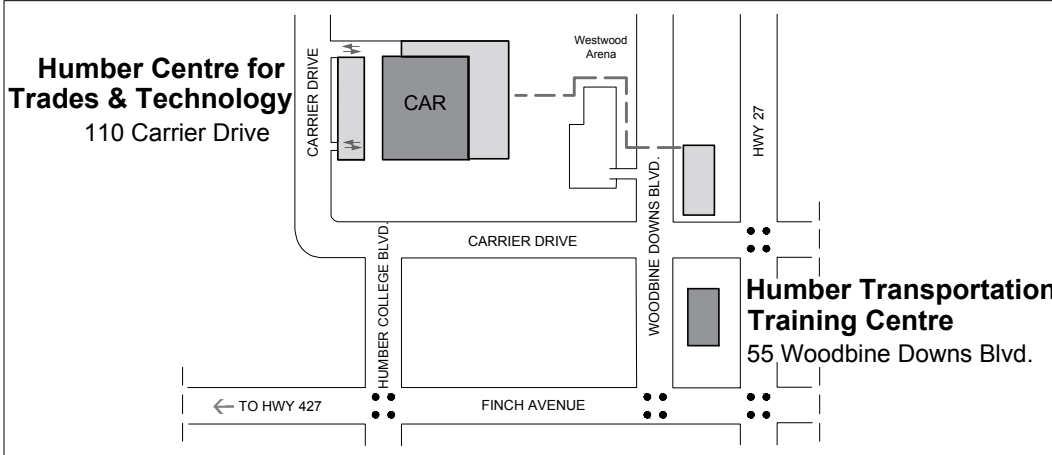 Humber Centre for
Trades & Technology
110 Carrier Drive
CARRIER DRIVE
CAR
Westwood
Arena
HWY 27
HUMBER COLLEGE BLVD.
CARRIER DRIVE
WOODBINE DOWNS BLVD.
Humber Transportation
Training Centre
55 Woodbine Downs Blvd.
TO HWY 427
FINCH AVENUE